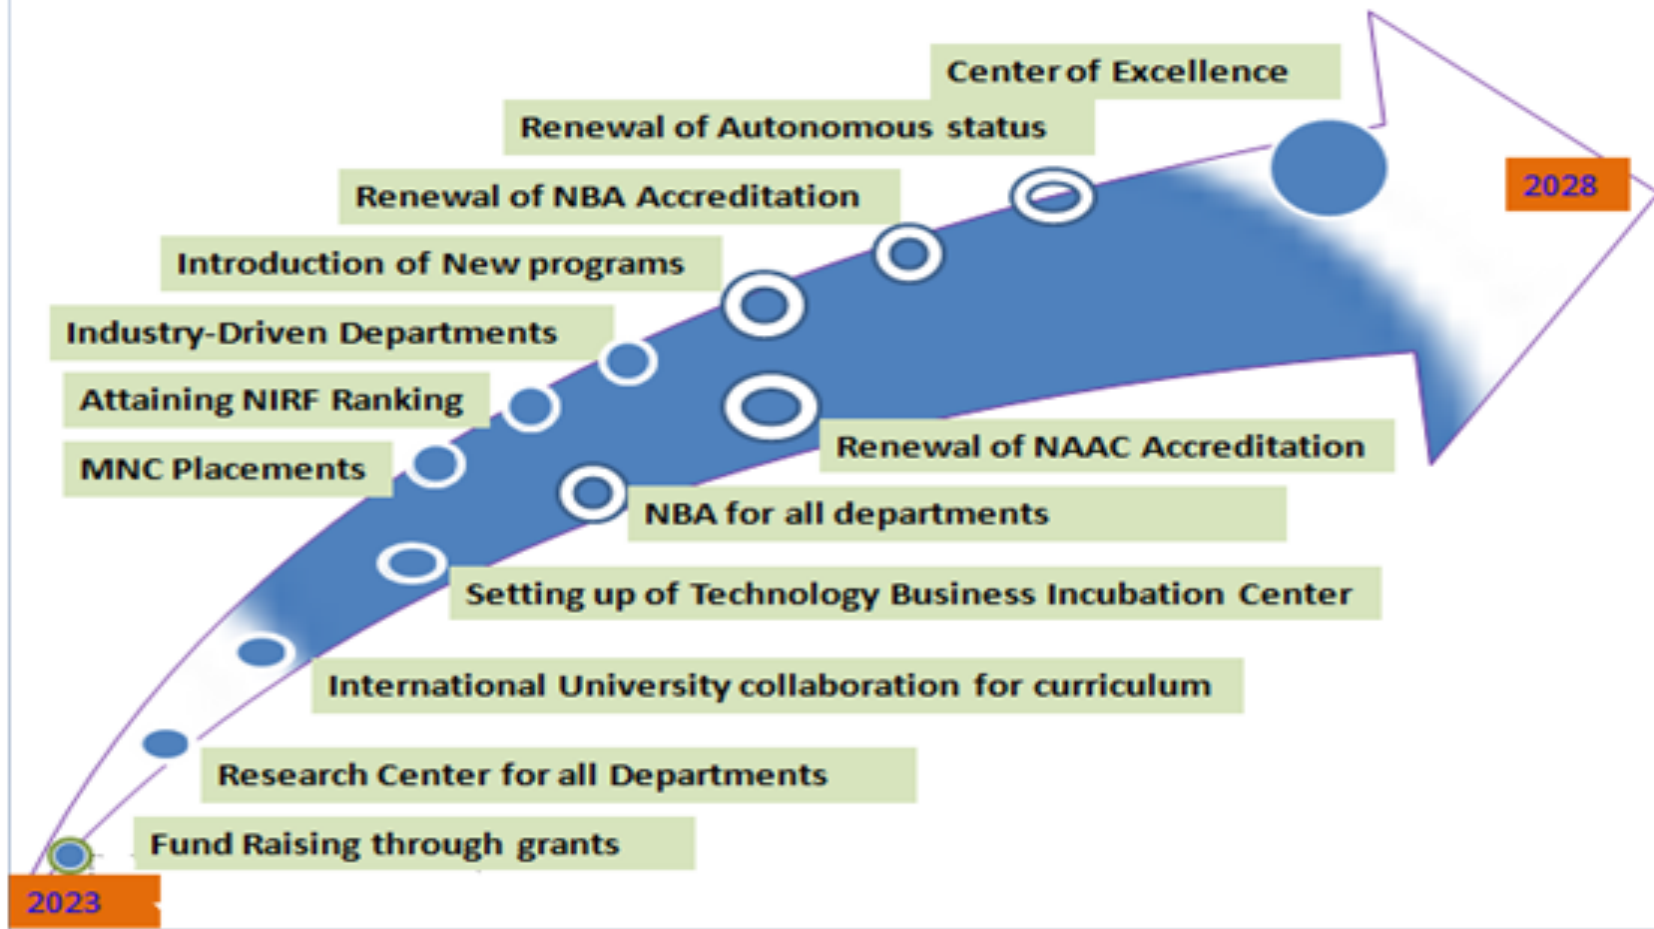 Center of Excellence
Renewal of Autonomous status
2028
Renewal of NBA Accreditation
Introduction of New programs
Industry-Driven Departments
Attaining NIRF Ranking
Renewal of NAAC Accreditation
MNC Placements
NBA for all departments
Setting up of Technology Business Incubation Center
International University collaboration for curriculum
Research Center for all Departments
Fund Raising through grants
2023